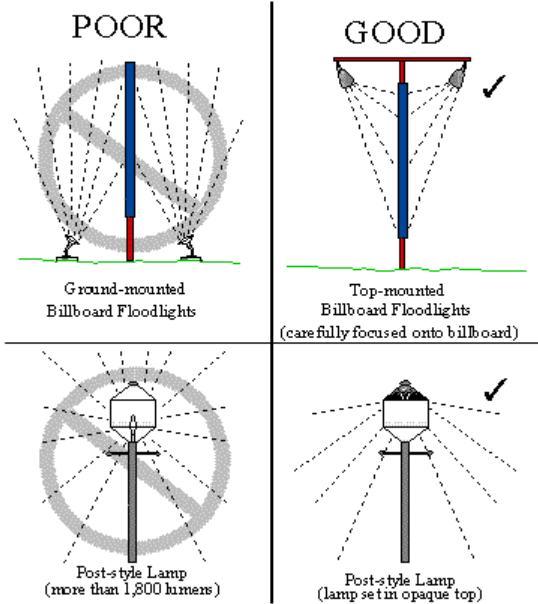 POOR
GOOD
Ground-mounted
Billboard Floodlights
Top-mounted
Billboard Floodlights
(carefully focused onto billboard)
Post-style Lamp
(more than 1,800 lumens)
Post-style Lamp
(lamp set in opaque top)